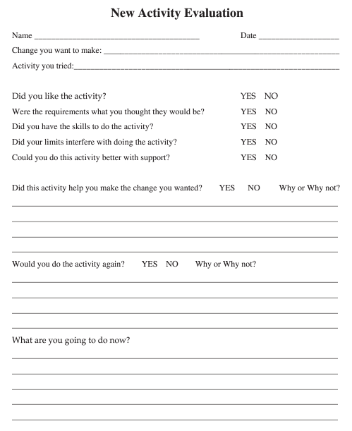 New Activity Evaluation
Name ______ Date ______
Change you want to make: ______
Activity you tried: ______
Did you like the activity? YES NO
Were the requirements what you thought they would be? YES NO
Did you have the skills to do the activity? YES NO
Did your limits interfere with doing the activity? YES NO
Could you do this activity better with support? YES NO
Did this activity help you make the change you wanted? YES NO Why or Why not?
Would you do the activity again? YES NO Why or Why not?
What are you going to do now?